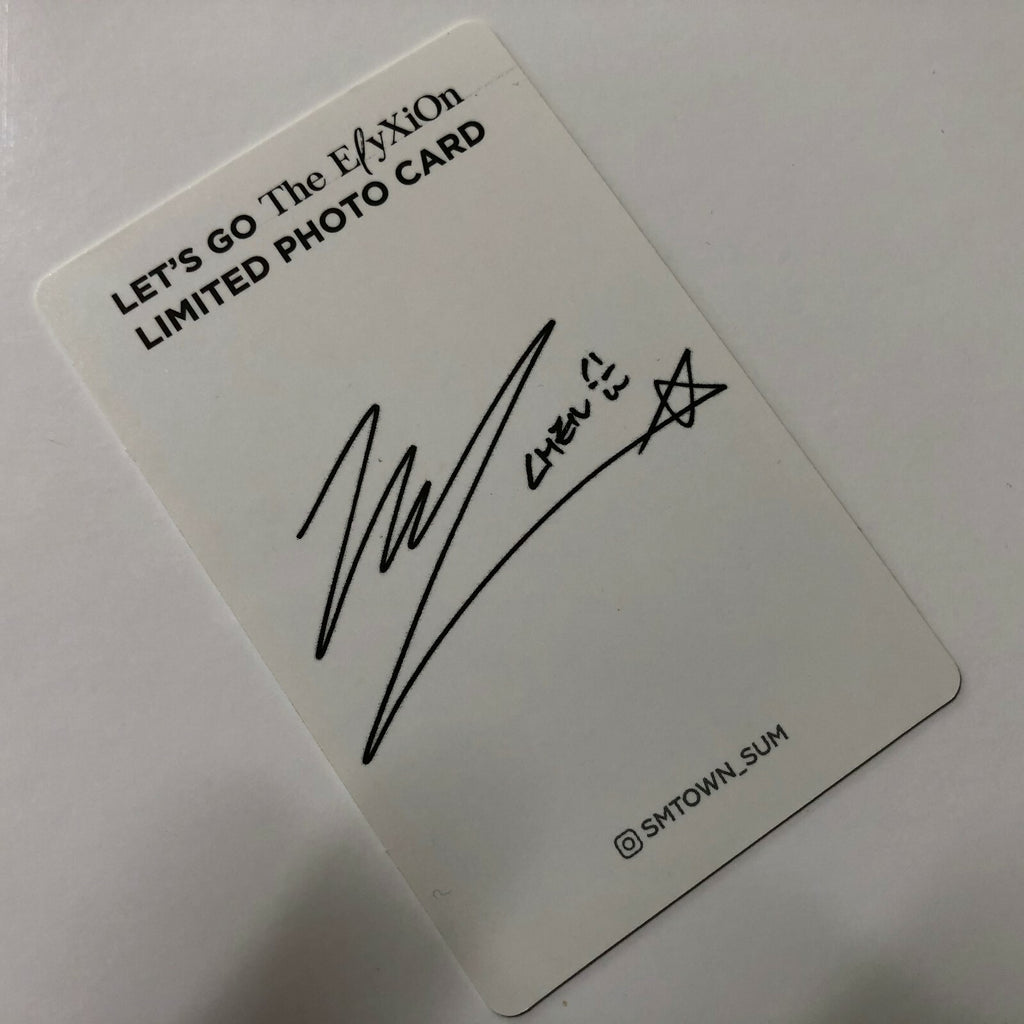 LET'S GO The ElyXiOn
LIMITED PHOTO CARD
CHEN
SMTOWN_SUM